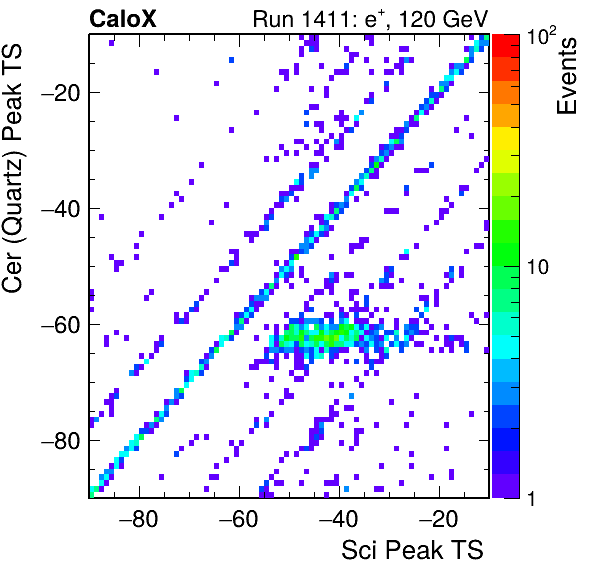 CaloX
Run 1411: e⁺, 120 GeV
Cer (Quartz) Peak TS
−20
−40
−60
−80
−80
−60
−40
−20
Sci Peak TS
10²
10
1
Events